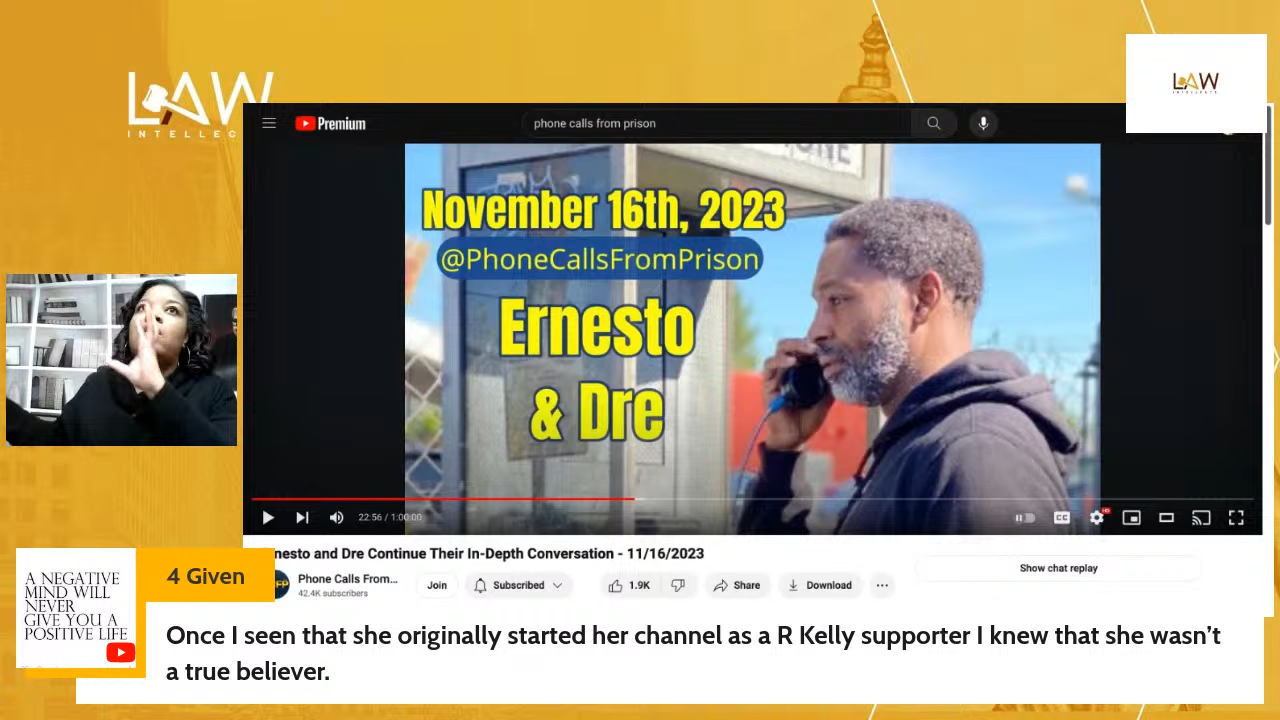 LAW
INTELLEC
LAW
INTELLECTS
Premium
phone calls from prison
November 16th, 2023
@PhoneCallsFromPrison
Ernesto
& Dre
22:56 / 1:00:00
CC
HD
nesto and Dre Continue Their In-Depth Conversation - 11/16/2023
Phone Calls From...
42.4K subscribers
Join
Subscribed
1.9K
Share
Download
Show chat replay
A NEGATIVE
MIND WILL
NEVER
GIVE YOU A
POSITIVE LIFE
4 Given
Once I seen that she originally started her channel as a R Kelly supporter I knew that she wasn't
a true believer.